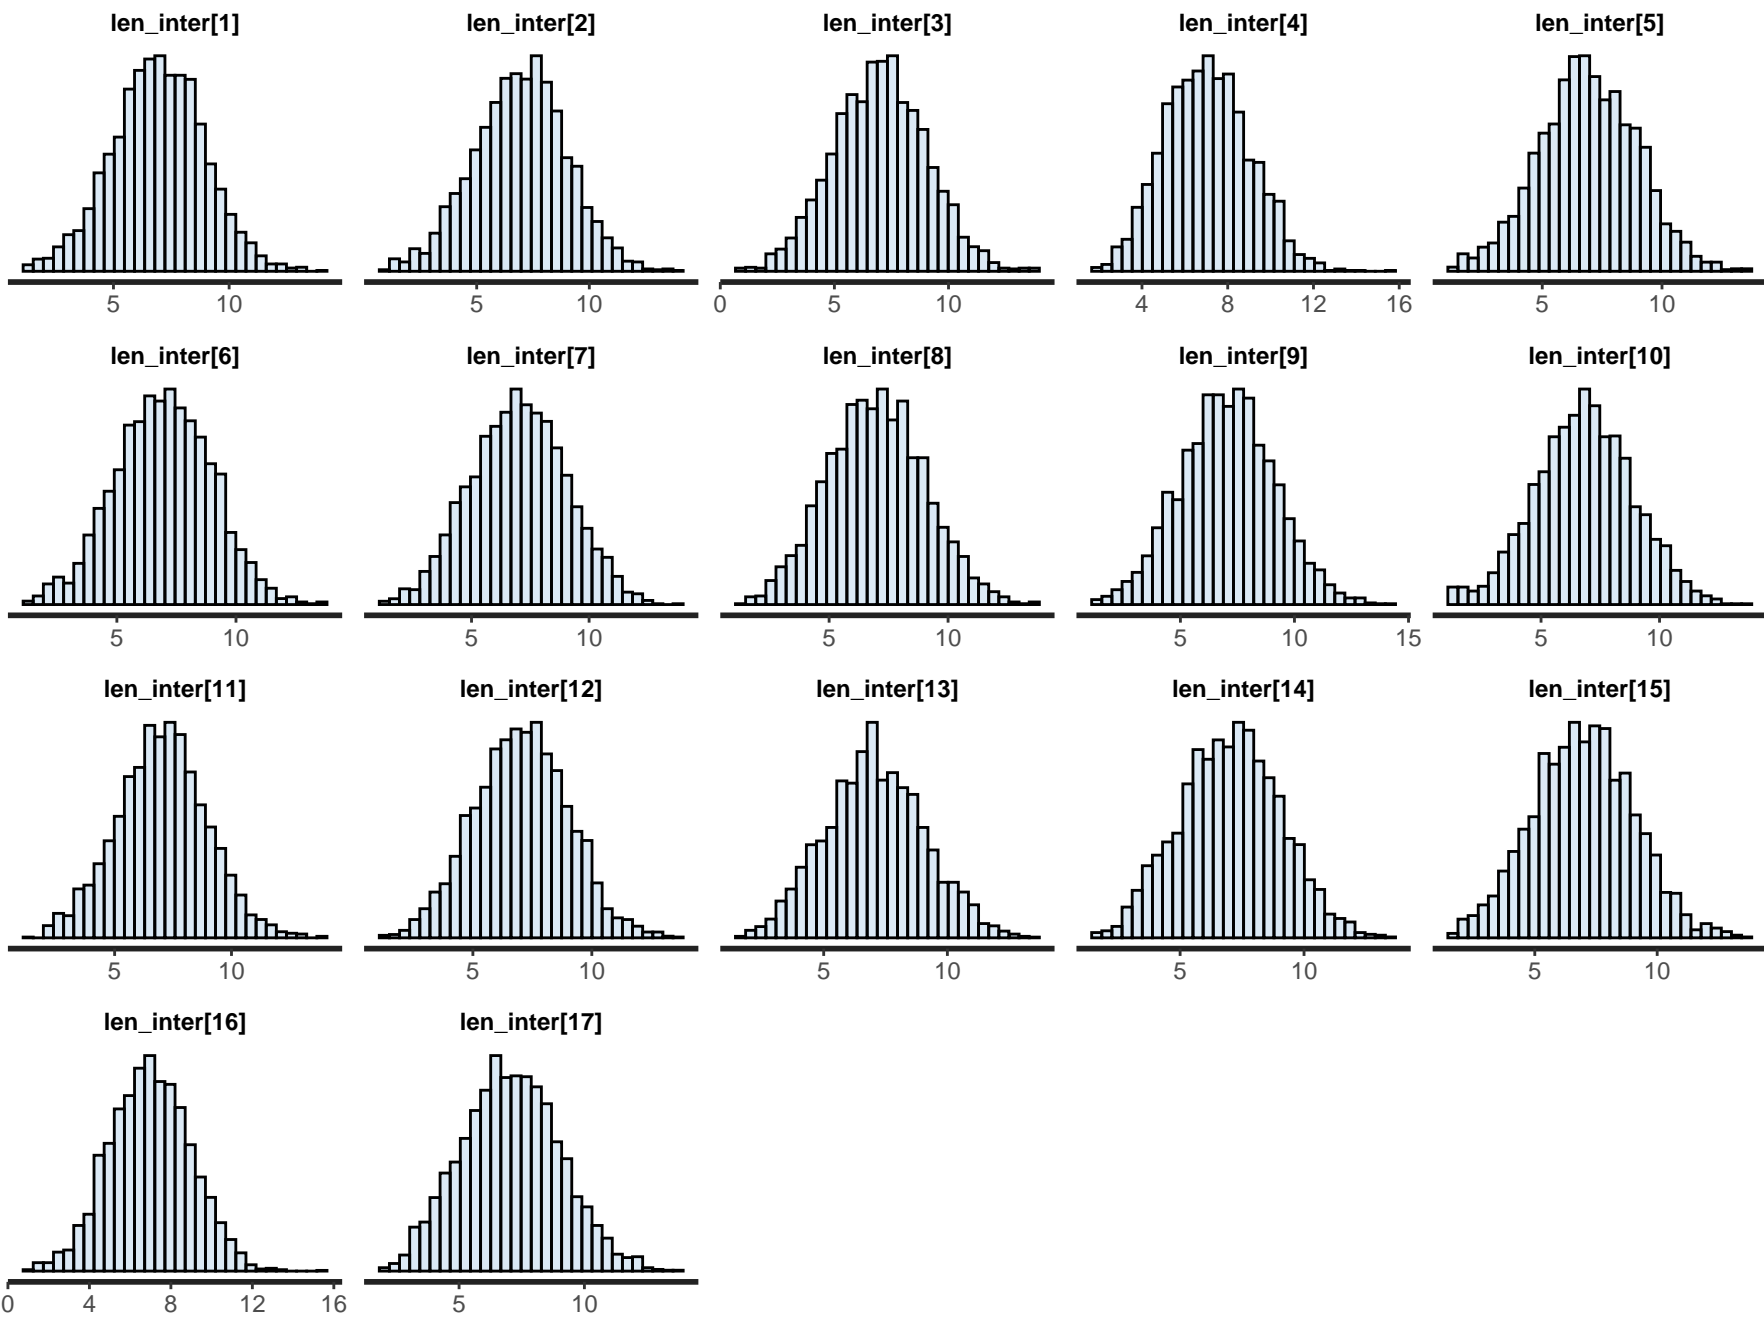 len_inter[1] len_inter[2] len_inter[3] len_inter[4] len_inter[5]
5 10 5 10 0 5 10 4 8 12 16 5 10
len_inter[6] len_inter[7] len_inter[8] len_inter[9] len_inter[10]
5 10 5 10 5 10 5 10 15 5 10
len_inter[11] len_inter[12] len_inter[13] len_inter[14] len_inter[15]
5 10 5 10 5 10 5 10 5 10
len_inter[16] len_inter[17]
0 4 8 12 16 5 10